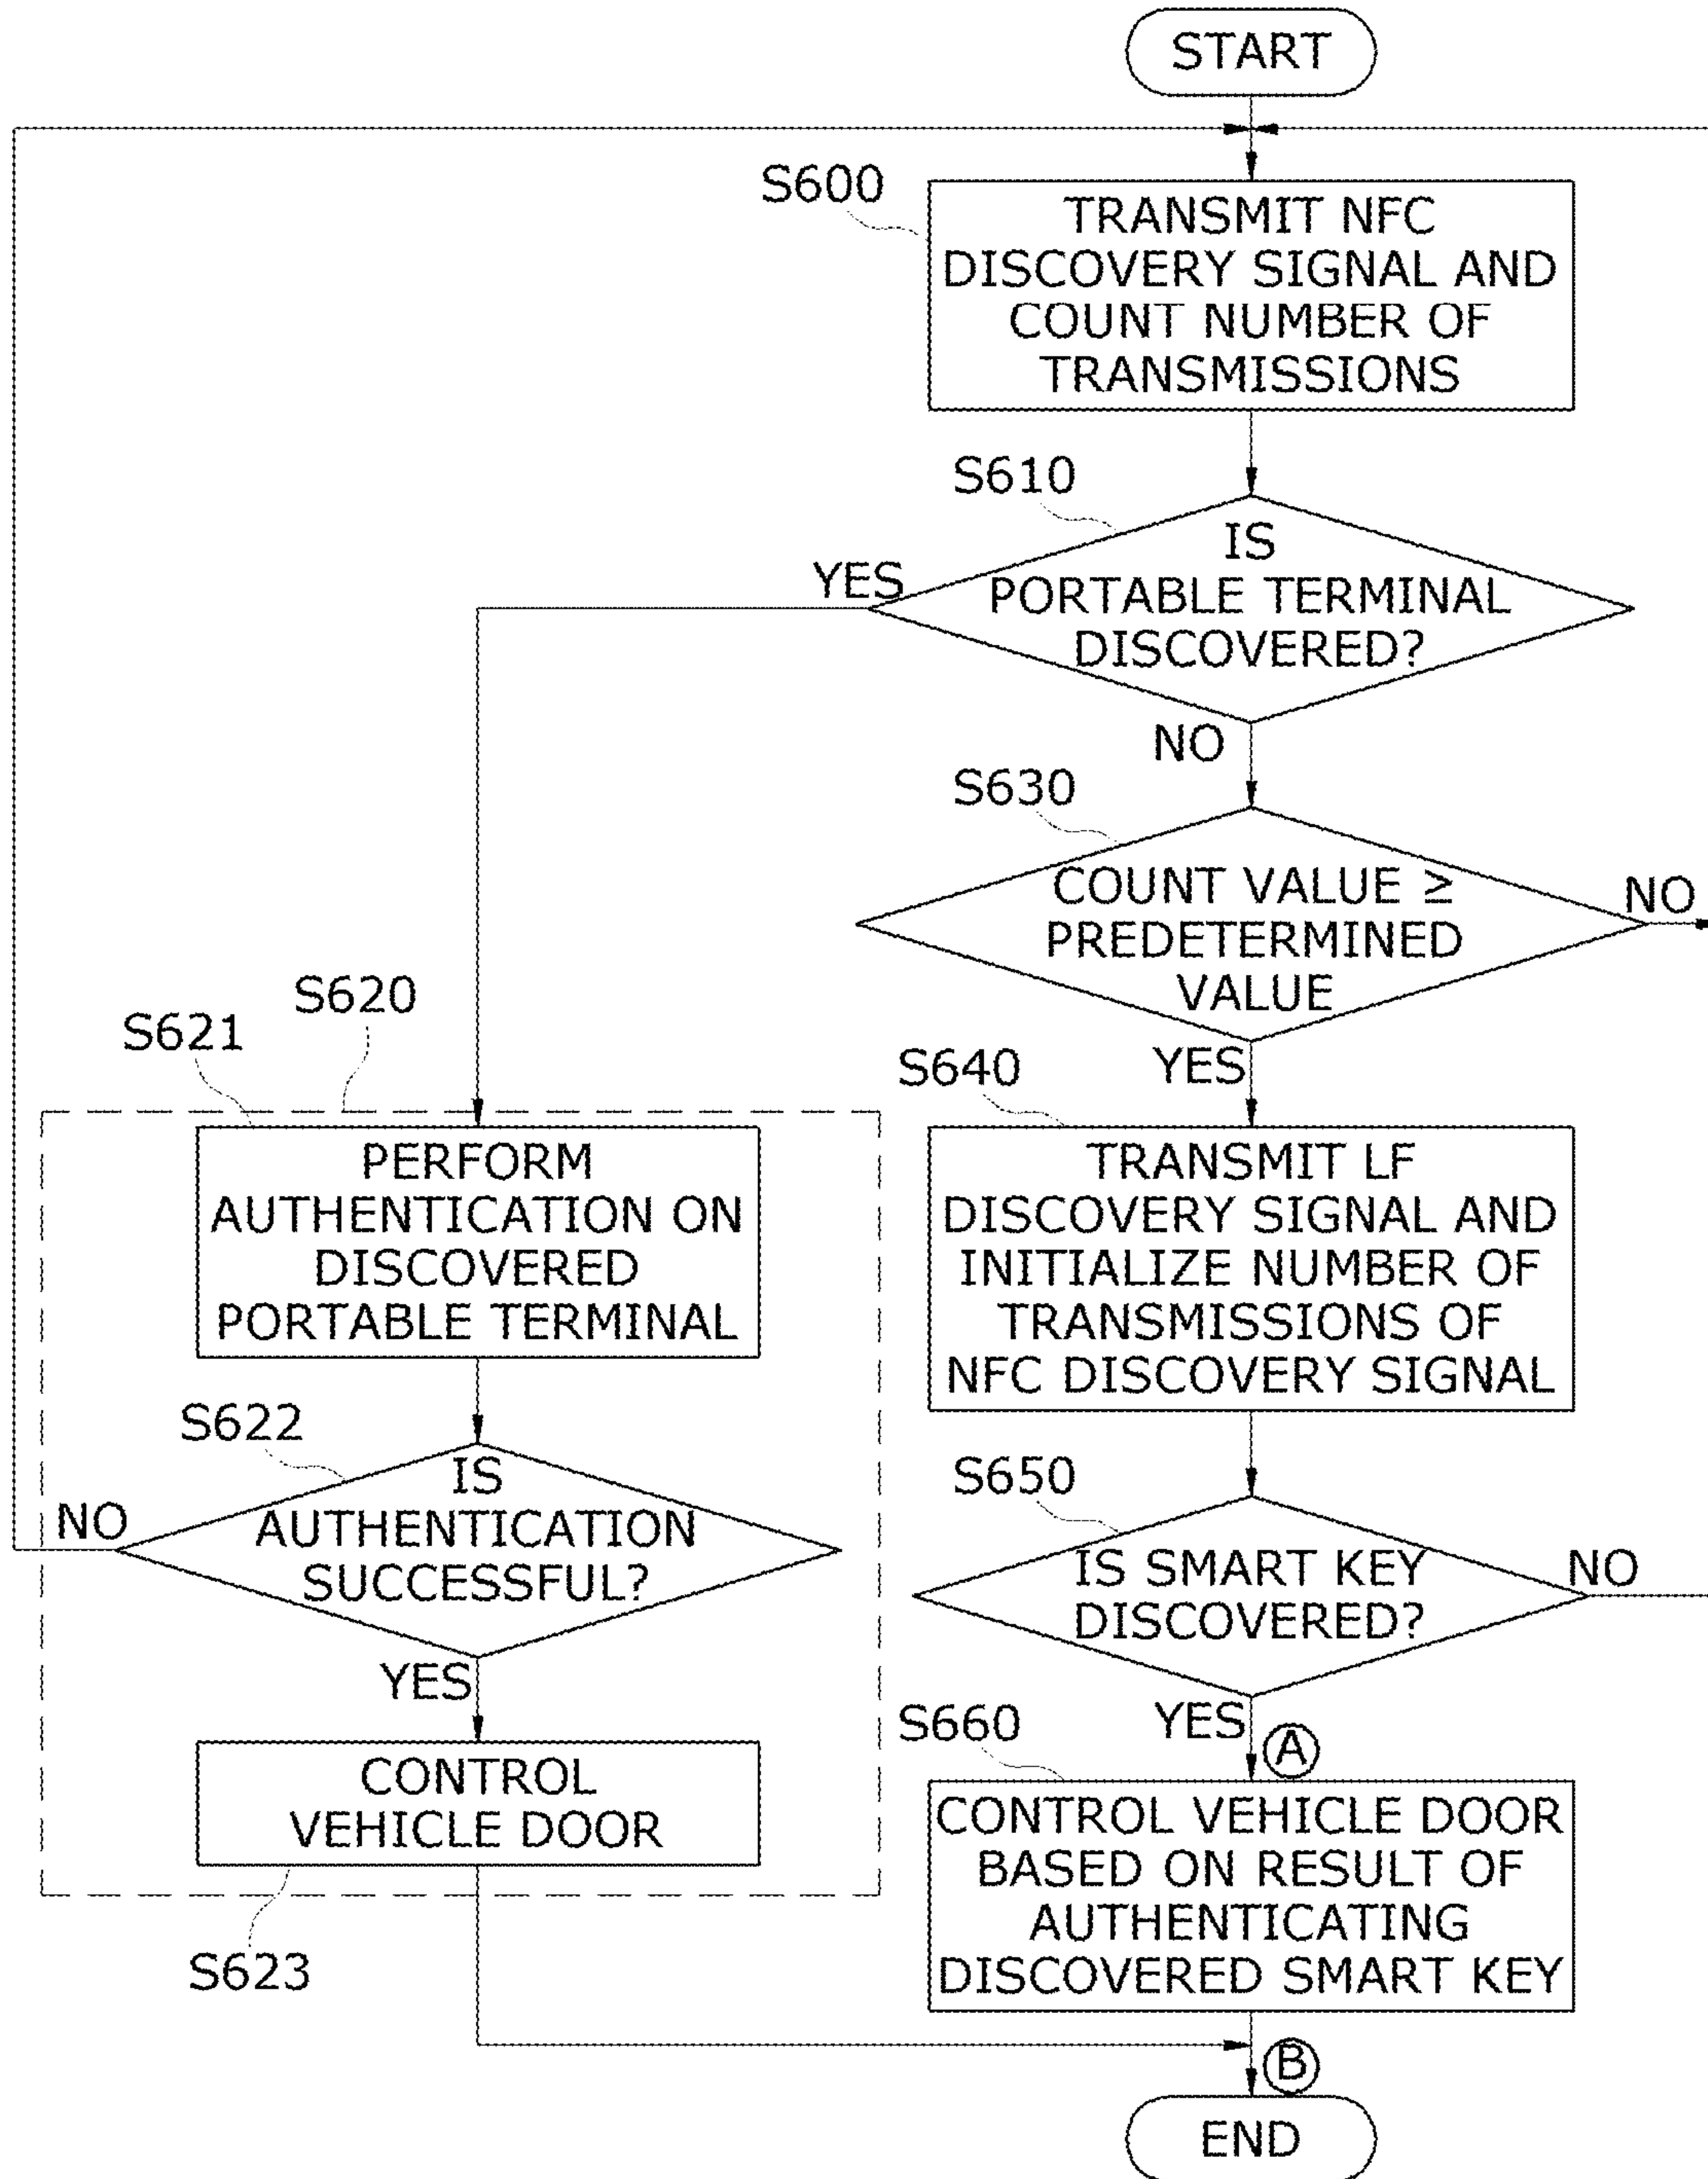 START
S600
TRANSMIT NFC
DISCOVERY SIGNAL AND
COUNT NUMBER OF
TRANSMISSIONS
S610
IS
PORTABLE TERMINAL
DISCOVERED?
YES
NO
S630
COUNT VALUE ≥
PREDETERMINED
VALUE
NO
YES
S620
S621
PERFORM
AUTHENTICATION ON
DISCOVERED
PORTABLE TERMINAL
S640
TRANSMIT LF
DISCOVERY SIGNAL AND
INITIALIZE NUMBER OF
TRANSMISSIONS OF
NFC DISCOVERY SIGNAL
S622
IS
AUTHENTICATION
SUCCESSFUL?
NO
YES
S650
IS SMART KEY
DISCOVERED?
NO
YES
A
CONTROL
VEHICLE DOOR
S623
S660
CONTROL VEHICLE DOOR
BASED ON RESULT OF
AUTHENTICATING
DISCOVERED SMART KEY
B
END